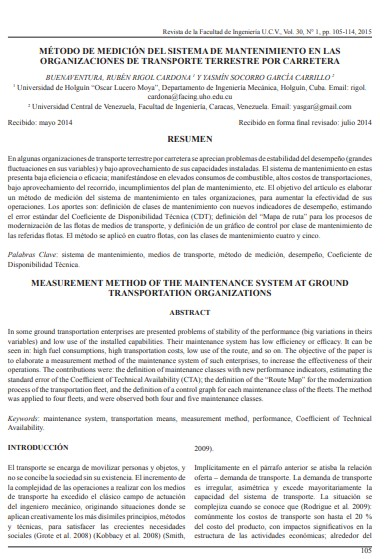 Revista de la Facultad de Ingeniería U.C.V., Vol. 30, N° 1, pp. 105-114, 2015
MÉTODO DE MEDICIÓN DEL SISTEMA DE MANTENIMIENTO EN LAS
ORGANIZACIONES DE TRANSPORTE TERRESTRE POR CARRETERA
BUENAVENTURA, RUBÉN RIGOL CARDONA ¹ Y YASMÍN SOCORRO GARCÍA CARRILLO ²
¹ Universidad de Holguín "Oscar Lucero Moya", Departamento de Ingeniería Mecánica, Holguín, Cuba. Email: rigol.
cardona@facing.uho.edu.cu
² Universidad Central de Venezuela, Facultad de Ingeniería, Caracas, Venezuela. Email: yasgar@gmail.com
Recibido: mayo 2014
Recibido en forma final revisado: julio 2014
RESUMEN
En algunas organizaciones de transporte terrestre por carretera se aprecian problemas de estabilidad del desempeño (grandes
fluctuaciones en sus variables) y bajo aprovechamiento de sus capacidades instaladas. El sistema de mantenimiento en estas
presenta baja eficiencia o eficacia; manifestándose en elevados consumos de combustible, altos costos de transportaciones,
bajo aprovechamiento del recorrido, incumplimientos del plan de mantenimiento, etc. El objetivo del artículo es elaborar
un método de medición del sistema de mantenimiento en tales organizaciones, para aumentar la efectividad de sus
operaciones. Los aportes son: definición de clases de mantenimiento con nuevos indicadores de desempeño, estimando
el error estándar del Coeficiente de Disponibilidad Técnica (CDT); definición del "Mapa de ruta" para los procesos de
modernización de las flotas de medios de transporte, y definición de un gráfico de control por clase de mantenimiento de
las referidas flotas. El método se aplicó en cuatro flotas, con las clases de mantenimiento cuatro y cinco.
Palabras Clave: sistema de mantenimiento, medios de transporte, método de medición, desempeño, Coeficiente de
Disponibilidad Técnica.
MEASUREMENT METHOD OF THE MAINTENANCE SYSTEM AT GROUND
TRANSPORTATION ORGANIZATIONS
ABSTRACT
In some ground transportation enterprises are presented problems of stability of the performance (big variations in theirs
variables) and low use of the installed capabilities. Their maintenance system has low efficiency or efficacy. It can be
seen in: high fuel consumptions, high transportation costs, low use of the route, and so on. The objective of the paper is
to elaborate a measurement method of the maintenance system of such enterprises, to increase the effectiveness of their
operations. The contributions were: the definition of maintenance classes with new performance indicators, estimating the
standard error of the Coefficient of Technical Availability (CTA); the definition of the "Route Map" for the modernization
process of the transportation fleet, and the definition of a control graph for each maintenance class of the fleets. The method
was applied to four fleets, and were observed both four and five maintenance classes.
Keywords: maintenance system, transportation means, measurement method, performance, Coefficient of Technical
Availability.
INTRODUCCIÓN
El transporte se encarga de movilizar personas y objetos, y
no se concibe la sociedad sin su existencia. El incremento de
la complejidad de las operaciones a realizar con los medios
de transporte ha excedido el clásico campo de actuación
del ingeniero mecánico, originando situaciones donde se
aplican creativamente los más disímiles principios, métodos
y técnicas, para satisfacer las crecientes necesidades
sociales (Grote et al. 2008) (Kobbacy et al. 2008) (Smith,
2009).
Implícitamente en el párrafo anterior se atisba la relación
oferta – demanda de transporte. La demanda de transporte
es irregular, asimétrica y excede mayoritariamente la
capacidad del sistema de transporte. La situación se
complejiza cuando se conoce que (Rodrigue et al. 2009):
comúnmente los costos de transporte son hasta el 20 %
del costo del producto, con impactos significativos en la
estructura de las actividades económicas; alrededor del
105